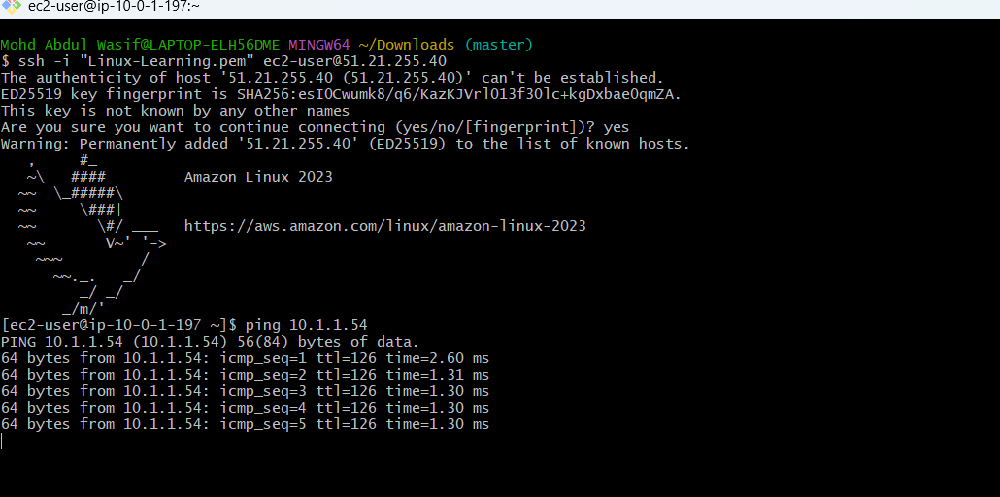 ec2-user@ip-10-0-1-197:~
Mohd Abdul Wasif@LAPTOP-ELH56DME MINGW64 ~/Downloads (master)
$ ssh -i "Linux-Learning.pem" ec2-user@51.21.255.40
The authenticity of host '51.21.255.40 (51.21.255.40)' can't be established.
ED25519 key fingerprint is SHA256:esIOCwumk8/q6/KazKJVrlO13f30lc+kgDxbae0qmZA.
This key is not known by any other names
Are you sure you want to continue connecting (yes/no/[fingerprint])? yes
Warning: Permanently added '51.21.255.40' (ED25519) to the list of known hosts.
   ,     #_
   ~\_  ####_        Amazon Linux 2023
  ~~  \_#####\
  ~~     \###|
  ~~       \#/ ___   https://aws.amazon.com/linux/amazon-linux-2023
   ~~       V~' '->
    ~~~         /
      ~~._.   _/
         _/ _/
       _/m/'
[ec2-user@ip-10-0-1-197 ~]$ ping 10.1.1.54
PING 10.1.1.54 (10.1.1.54) 56(84) bytes of data.
64 bytes from 10.1.1.54: icmp_seq=1 ttl=126 time=2.60 ms
64 bytes from 10.1.1.54: icmp_seq=2 ttl=126 time=1.31 ms
64 bytes from 10.1.1.54: icmp_seq=3 ttl=126 time=1.30 ms
64 bytes from 10.1.1.54: icmp_seq=4 ttl=126 time=1.30 ms
64 bytes from 10.1.1.54: icmp_seq=5 ttl=126 time=1.30 ms